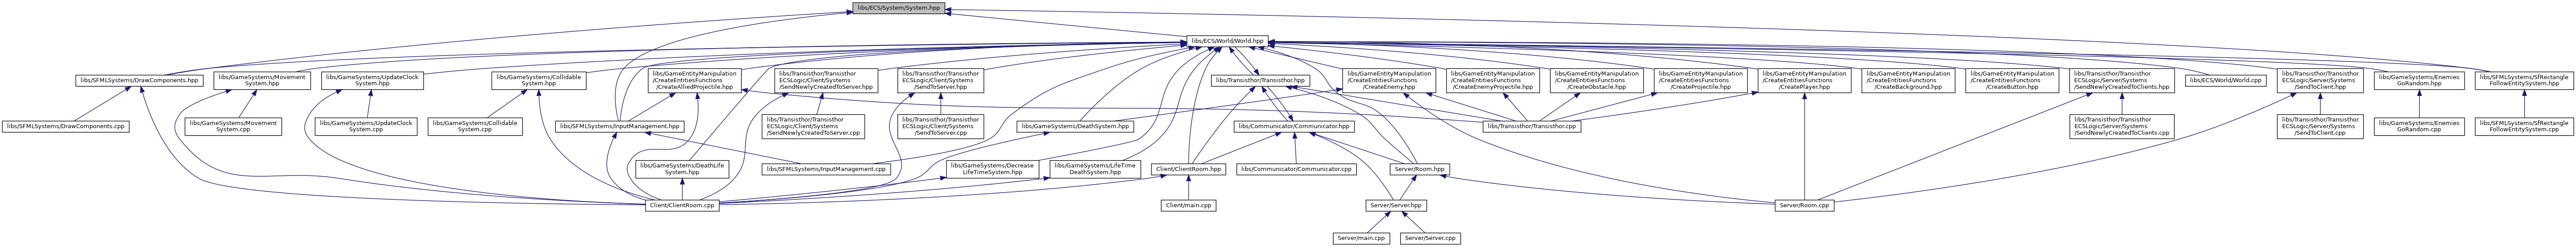 libs/ECS/System/System.hpp
libs/ECS/World/World.hpp
libs/SFMLSystems/DrawComponents.hpp
libs/GameSystems/Movement
System.hpp
libs/GameSystems/UpdateClock
System.hpp
libs/GameSystems/Collidable
System.hpp
libs/GameEntityManipulation
/CreateEntitiesFunctions
/CreateAlliedProjectile.hpp
libs/Transisthor/Transisthor
ECSLogic/Client/Systems
/SendNewlyCreatedToServer.hpp
libs/Transisthor/Transisthor
ECSLogic/Client/Systems
/SendToServer.hpp
libs/Transisthor/Transisthor.hpp
libs/GameEntityManipulation
/CreateEntitiesFunctions
/CreateEnemy.hpp
libs/GameEntityManipulation
/CreateEntitiesFunctions
/CreateEnemyProjectile.hpp
libs/GameEntityManipulation
/CreateEntitiesFunctions
/CreateObstacle.hpp
libs/GameEntityManipulation
/CreateEntitiesFunctions
/CreateProjectile.hpp
libs/GameEntityManipulation
/CreateEntitiesFunctions
/CreatePlayer.hpp
libs/GameEntityManipulation
/CreateEntitiesFunctions
/CreateBackground.hpp
libs/GameEntityManipulation
/CreateEntitiesFunctions
/CreateButton.hpp
libs/Transisthor/Transisthor
ECSLogic/Server/Systems
/SendNewlyCreatedToClients.hpp
libs/ECS/World/World.cpp
libs/Transisthor/Transisthor
ECSLogic/Server/Systems
/SendToClient.hpp
libs/GameSystems/Enemies
GoRandom.hpp
libs/SFMLSystems/SfRectangle
FollowEntitySystem.hpp
libs/SFMLSystems/DrawComponents.cpp
libs/GameSystems/Movement
System.cpp
libs/GameSystems/UpdateClock
System.cpp
libs/GameSystems/Collidable
System.cpp
libs/SFMLSystems/InputManagement.hpp
libs/Transisthor/Transisthor
ECSLogic/Client/Systems
/SendNewlyCreatedToServer.cpp
libs/Transisthor/Transisthor
ECSLogic/Client/Systems
/SendToServer.cpp
libs/GameSystems/DeathSystem.hpp
libs/Communicator/Communicator.hpp
libs/Transisthor/Transisthor.cpp
libs/Transisthor/Transisthor
ECSLogic/Server/Systems
/SendNewlyCreatedToClients.cpp
libs/Transisthor/Transisthor
ECSLogic/Server/Systems
/SendToClient.cpp
libs/GameSystems/Enemies
GoRandom.cpp
libs/SFMLSystems/SfRectangle
FollowEntitySystem.cpp
libs/GameSystems/DeathLife
System.hpp
libs/SFMLSystems/InputManagement.cpp
libs/GameSystems/Decrease
LifeTimeSystem.hpp
libs/GameSystems/LifeTime
DeathSystem.hpp
Client/ClientRoom.hpp
libs/Communicator/Communicator.cpp
Server/Room.hpp
Client/ClientRoom.cpp
Client/main.cpp
Server/Server.hpp
Server/Room.cpp
Server/main.cpp
Server/Server.cpp